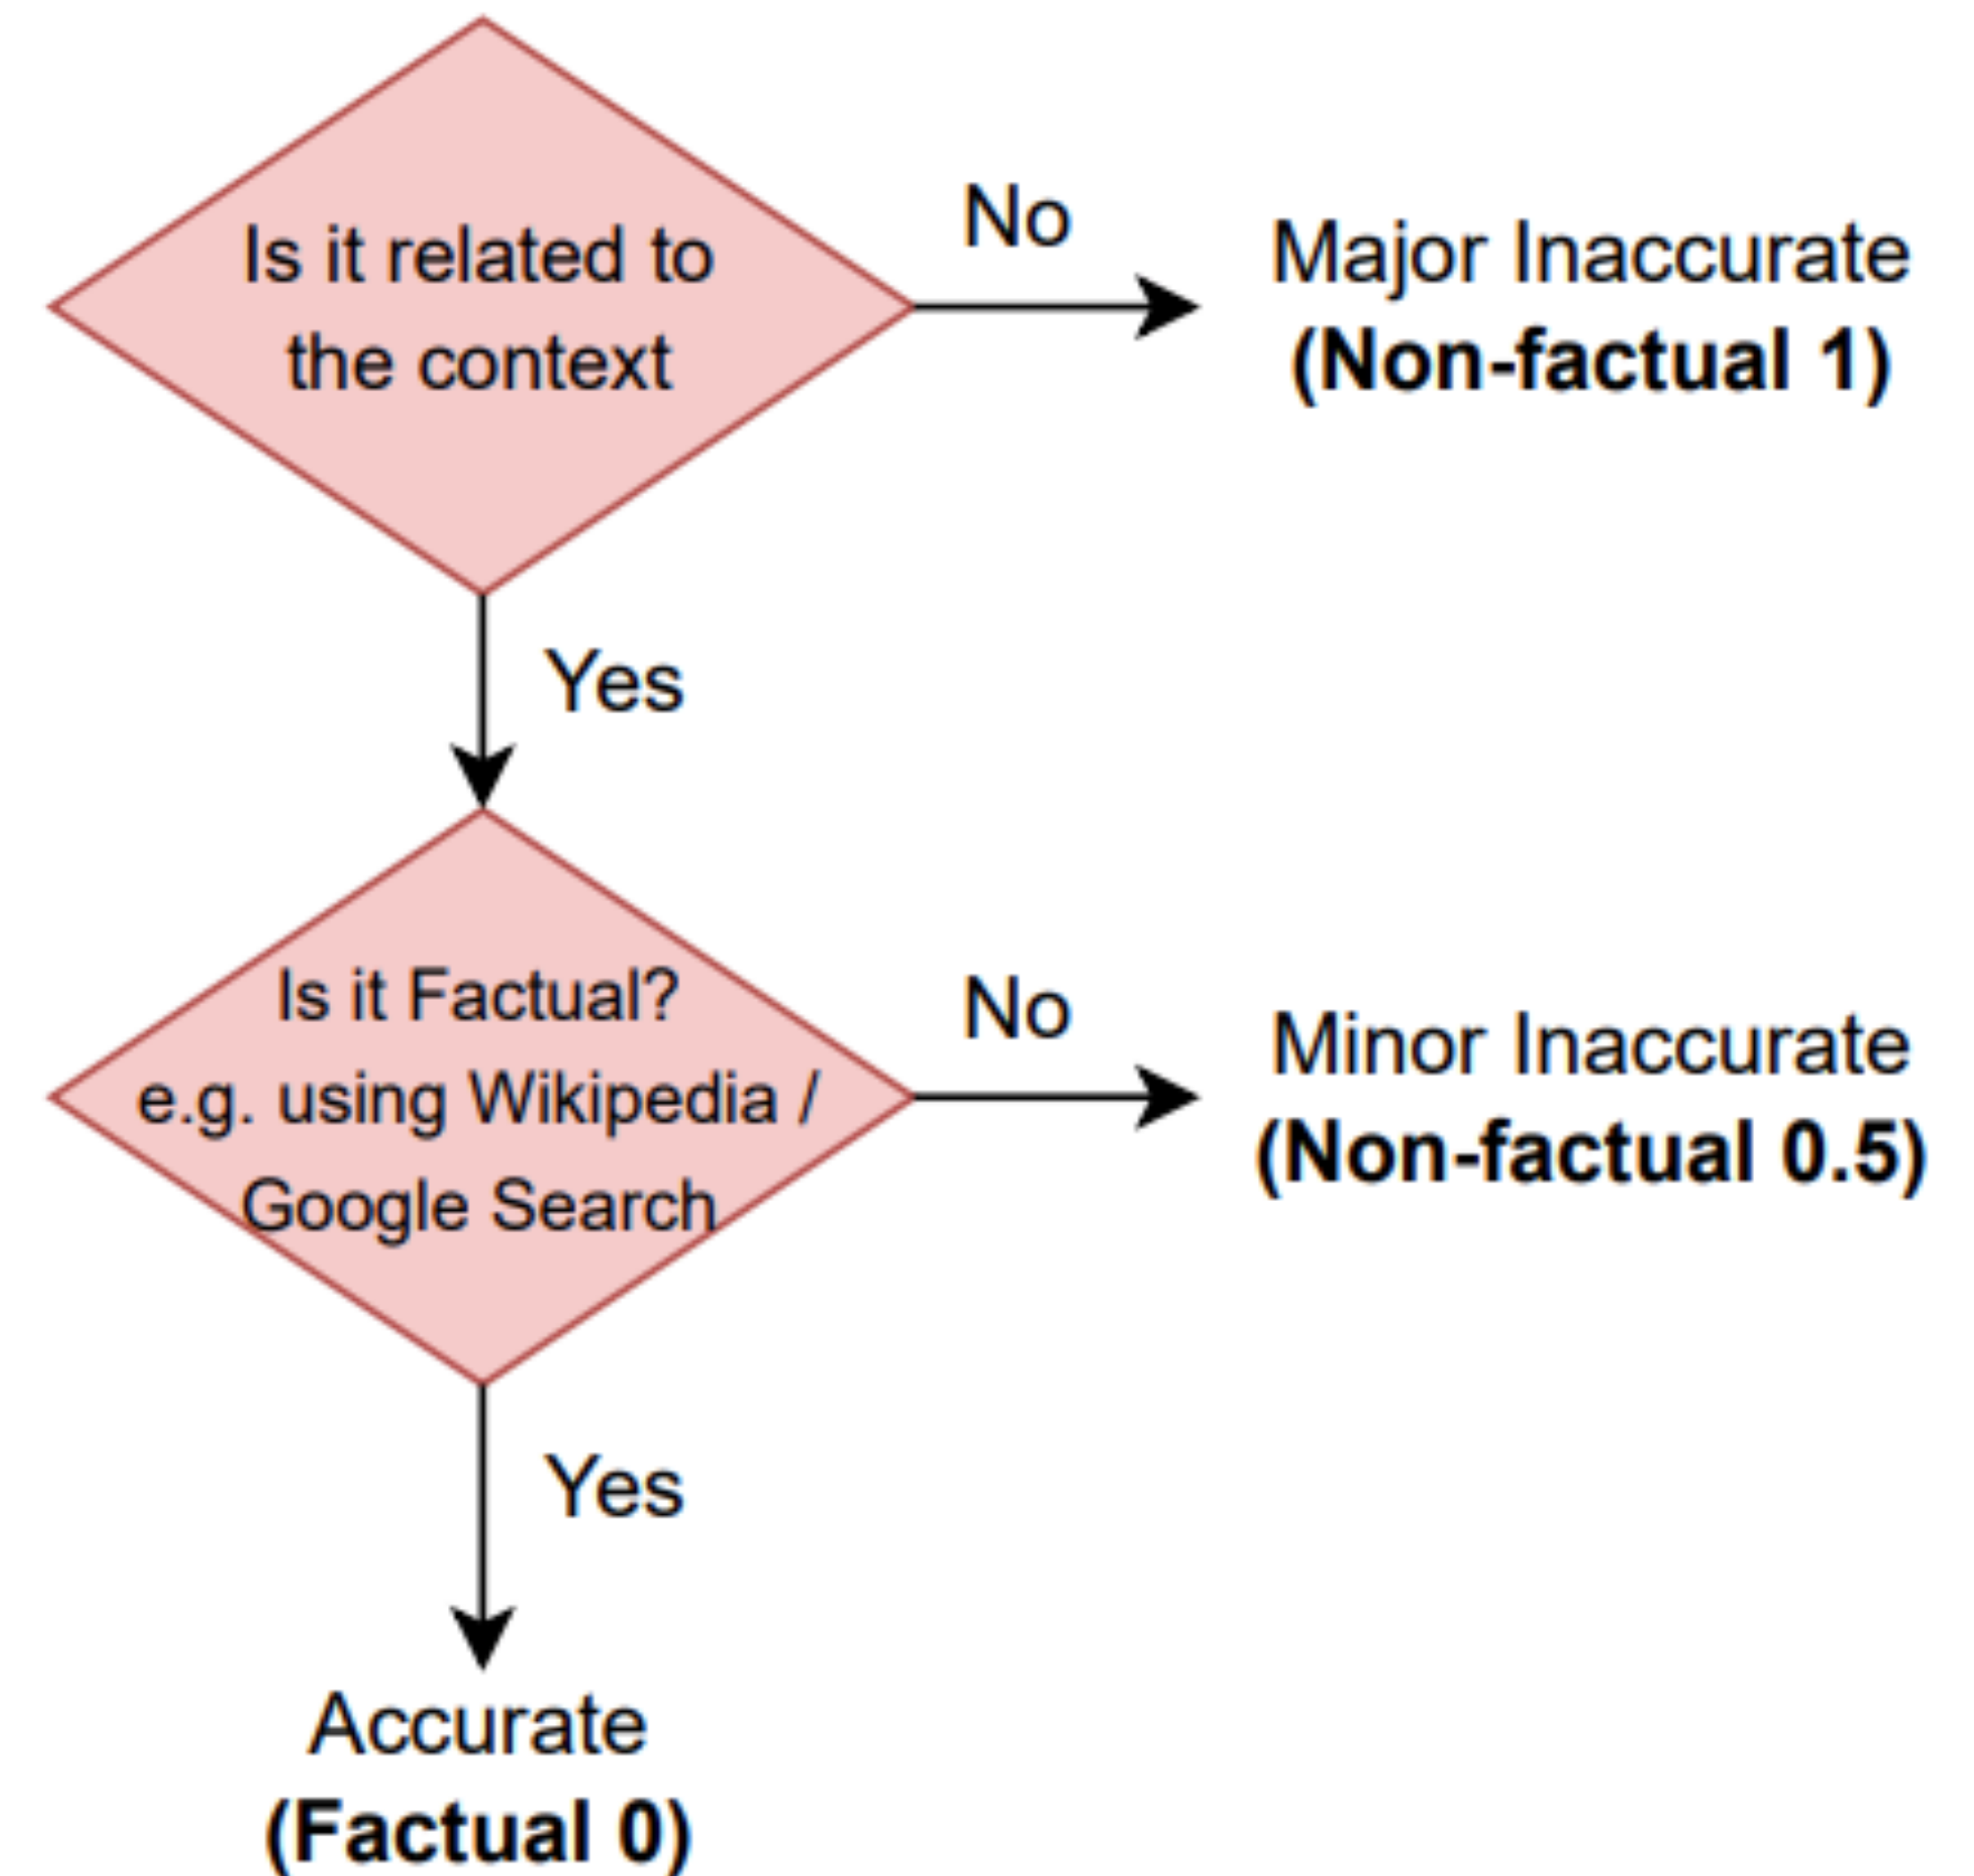 Is it related to
the context
No
Major Inaccurate
(Non-factual 1)
Yes
Is it Factual?
e.g. using Wikipedia /
Google Search
No
Minor Inaccurate
(Non-factual 0.5)
Yes
Accurate
(Factual 0)